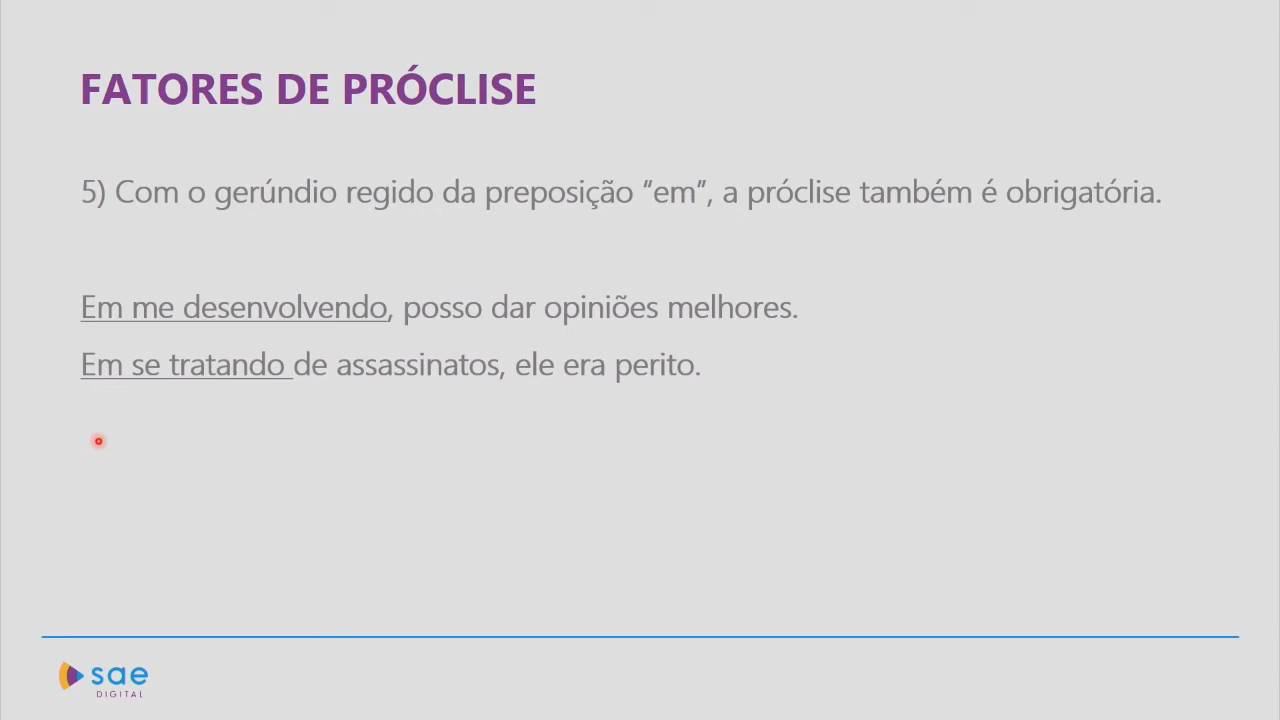 FATORES DE PRÓCLISE
5) Com o gerúndio regido da preposição “em”, a próclise também é obrigatória.
Em me desenvolvendo, posso dar opiniões melhores.
Em se tratando de assassinatos, ele era perito.
sae
DIGITAL